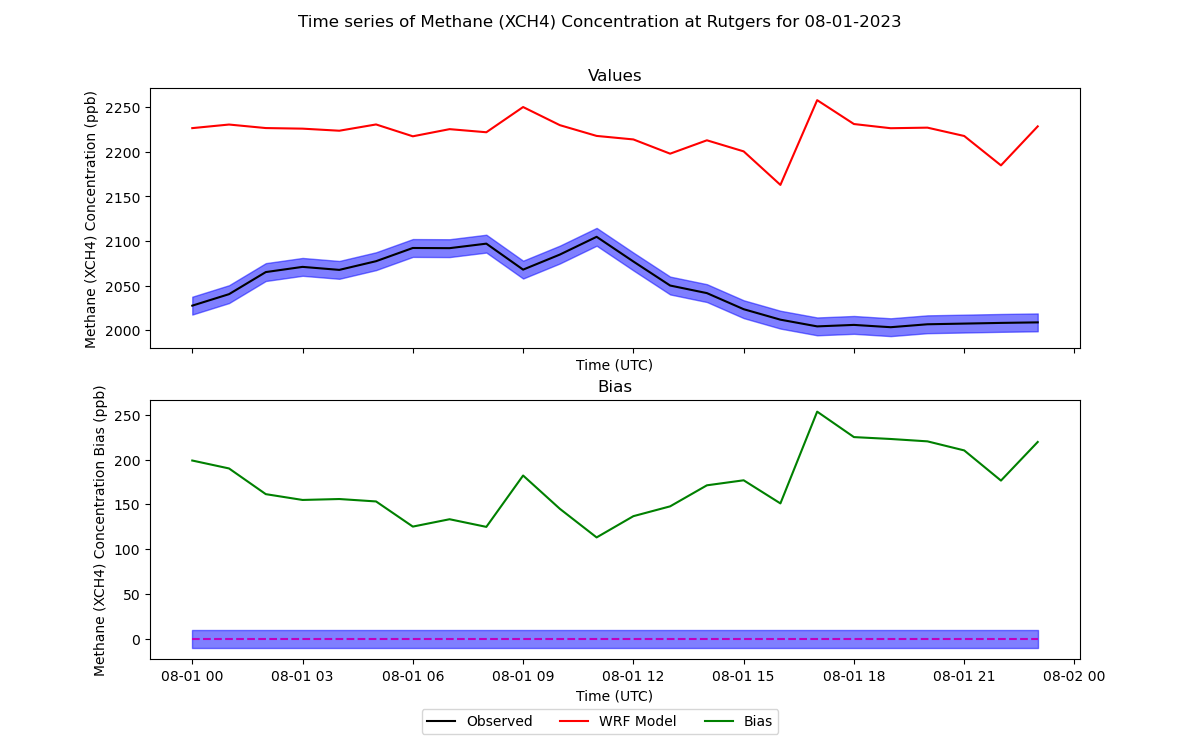 Time series of Methane (XCH4) Concentration at Rutgers for 08-01-2023
Values
Methane (XCH4) Concentration (ppb)
2250
2200
2150
2100
2050
2000
Time (UTC)
Bias
Methane (XCH4) Concentration Bias (ppb)
250
200
150
100
50
0
08-01 00 08-01 03 08-01 06 08-01 09 08-01 12 08-01 15 08-01 18 08-01 21 08-02 00
Time (UTC)
Observed WRF Model Bias